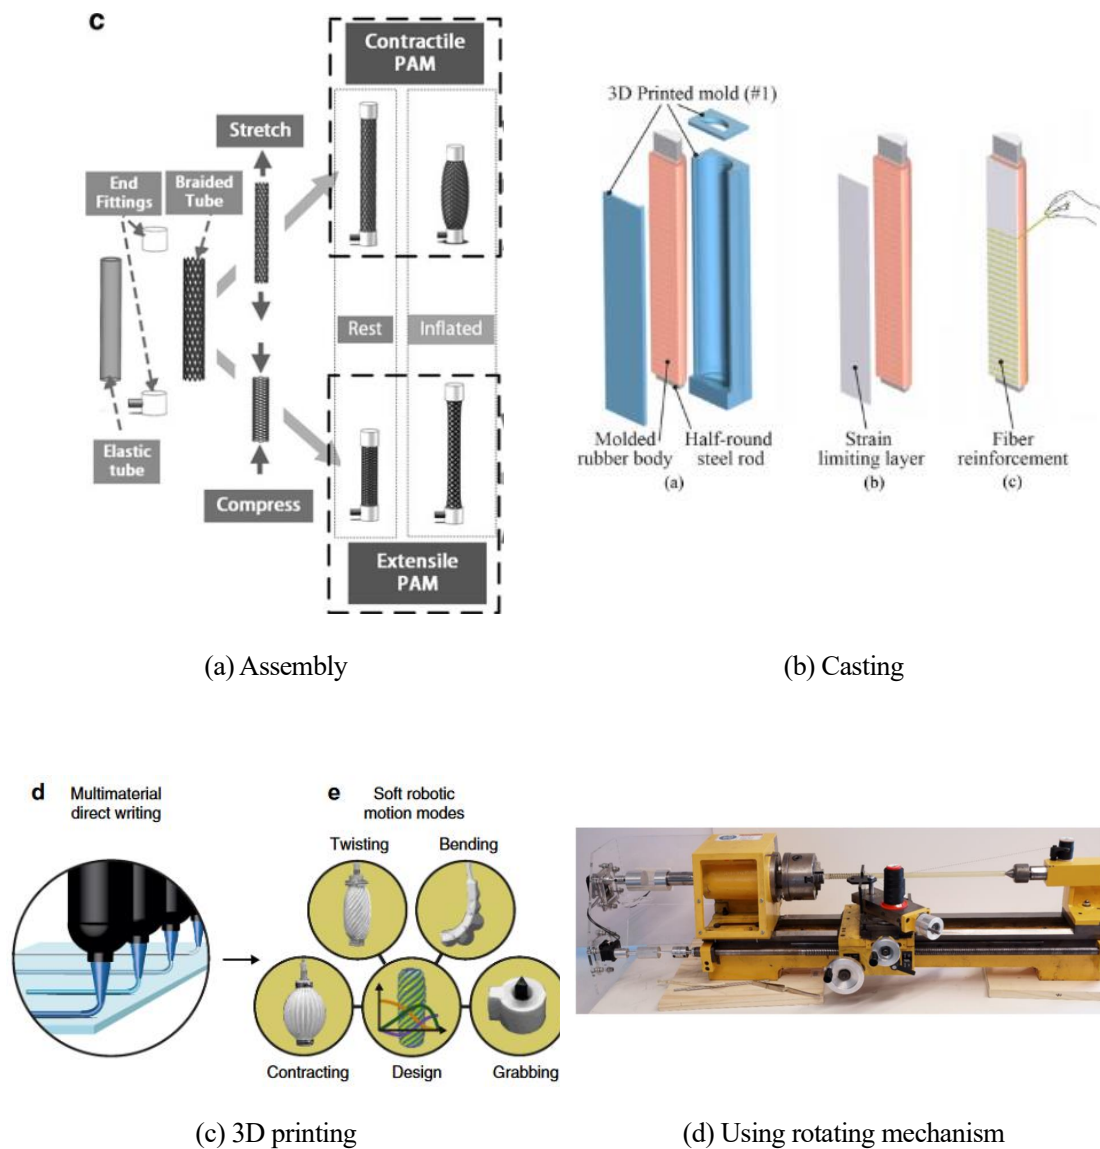 c
Contractile
PAM
Stretch
End
Fittings
Braided
Tube
Rest
Inflated
Elastic
tube
Compress
Extensile
PAM
(a) Assembly
3D Printed mold (#1)
Molded
rubber body
Half-round
steel rod
(a)
Strain
limiting layer
(b)
Fiber
reinforcement
(c)
(b) Casting
d
Multimaterial
direct writing
e
Soft robotic
motion modes
Twisting
Bending
Contracting
Design
Grabbing
(c) 3D printing
(d) Using rotating mechanism